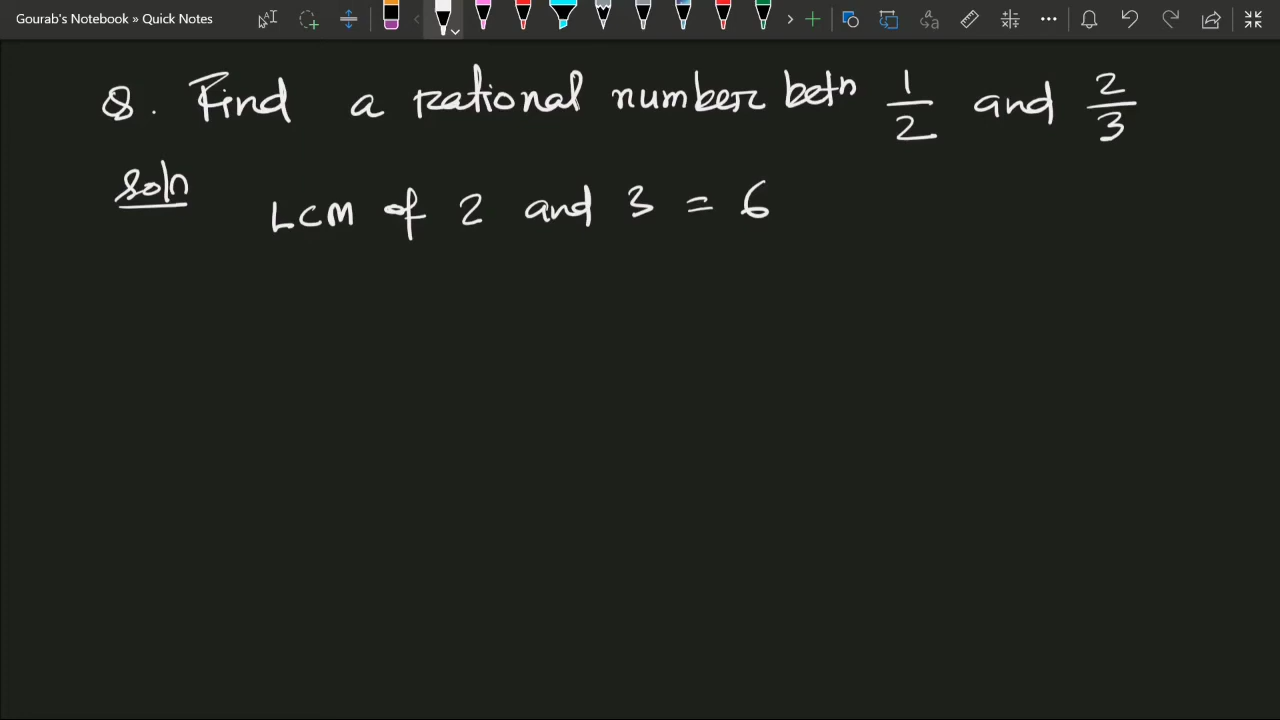 Gourab's Notebook » Quick Notes
Q. Find a rational number betn 1/2 and 2/3
Soln
LCM of 2 and 3 = 6